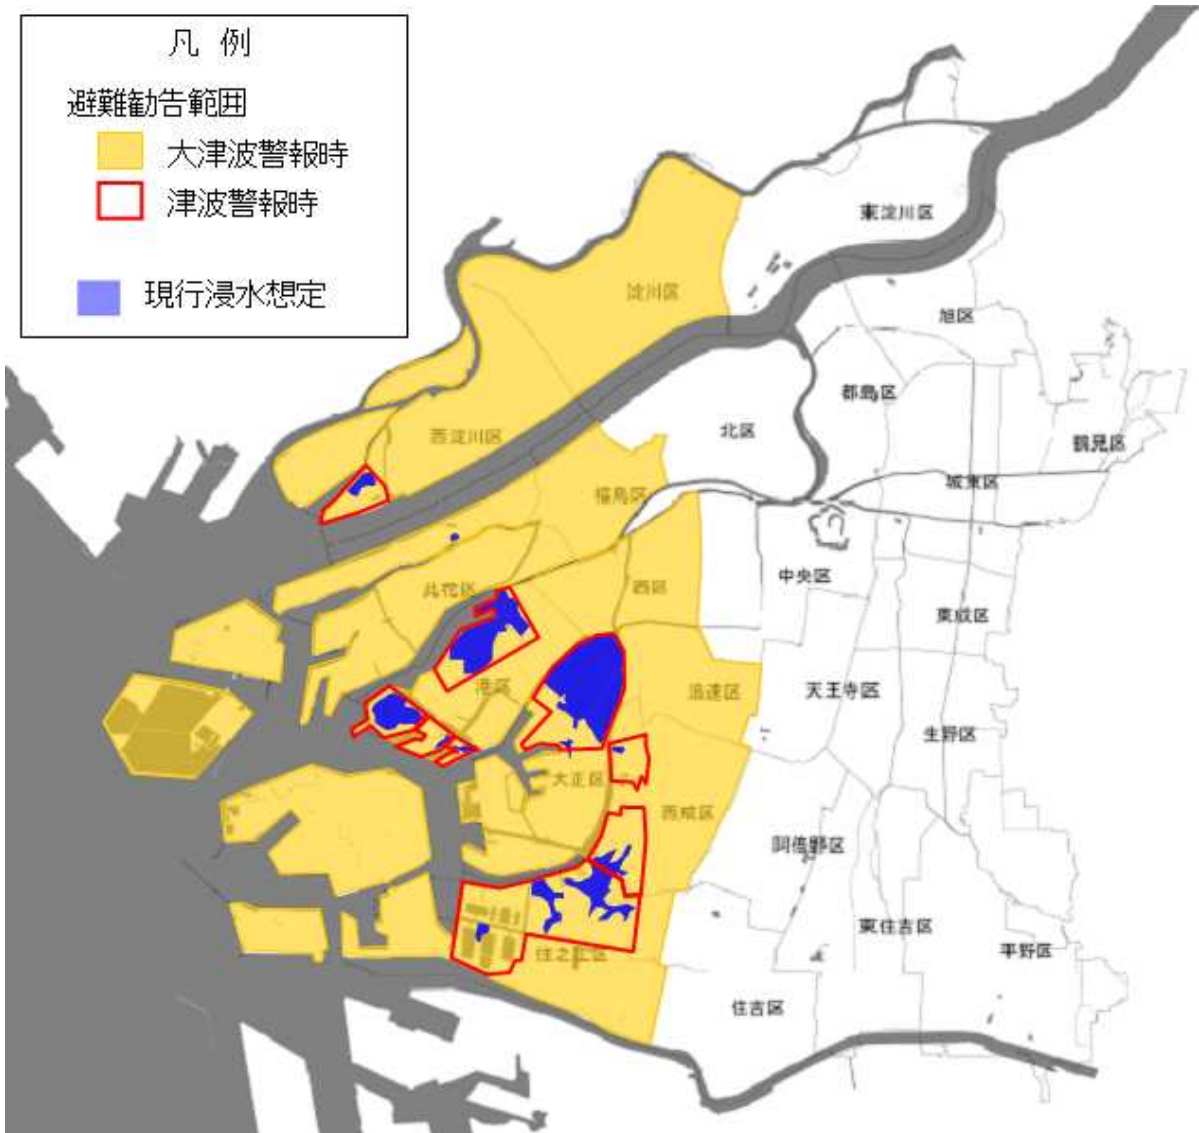 凡 例
避難勧告範囲
大津波警報時
津波警報時
現行浸水想定
東淀川区
淀川区
旭区
都島区
北区
西淀川区
鶴見区
城東区
福島区
中央区
此花区
西区
東成区
港区
浪速区
天王寺区
生野区
大正区
西成区
阿倍野区
東住吉区
平野区
住之江区
住吉区